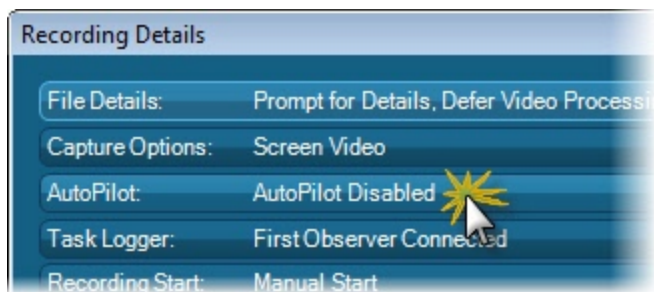 Recording Details
File Details: Prompt for Details, Defer Video
Capture Options: Screen Video
AutoPilot: AutoPilot Disabled
Task Logger: First Observer Connected
Recording Start: Manual Start